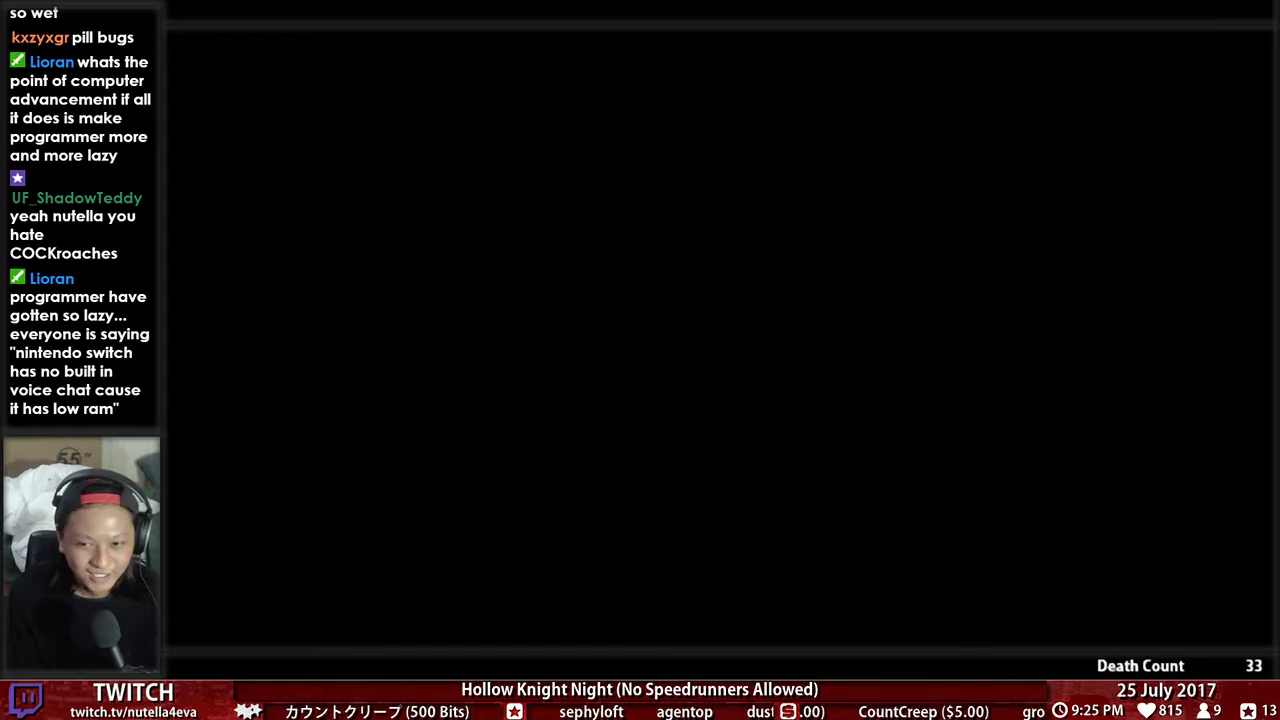 so wet
kxzyxgr pill bugs
Lioran whats the
point of computer
advancement if all
it does is make
programmer more
and more lazy
UF_ShadowTeddy
yeah nutella you
hate
COCKroaches
Lioran
programmer have
gotten so lazy...
everyone is saying
"nintendo switch
has no built in
voice chat cause
it has low ram"
55"
Death Count 33
TWITCH
twitch.tv/nutella4eva
Hollow Knight Night (No Speedrunners Allowed)
カウントクリープ (500 Bits) sephyloft agentop dust .00) CountCreep ($5.00) gro
25 July 2017
9:25 PM 815 9 13